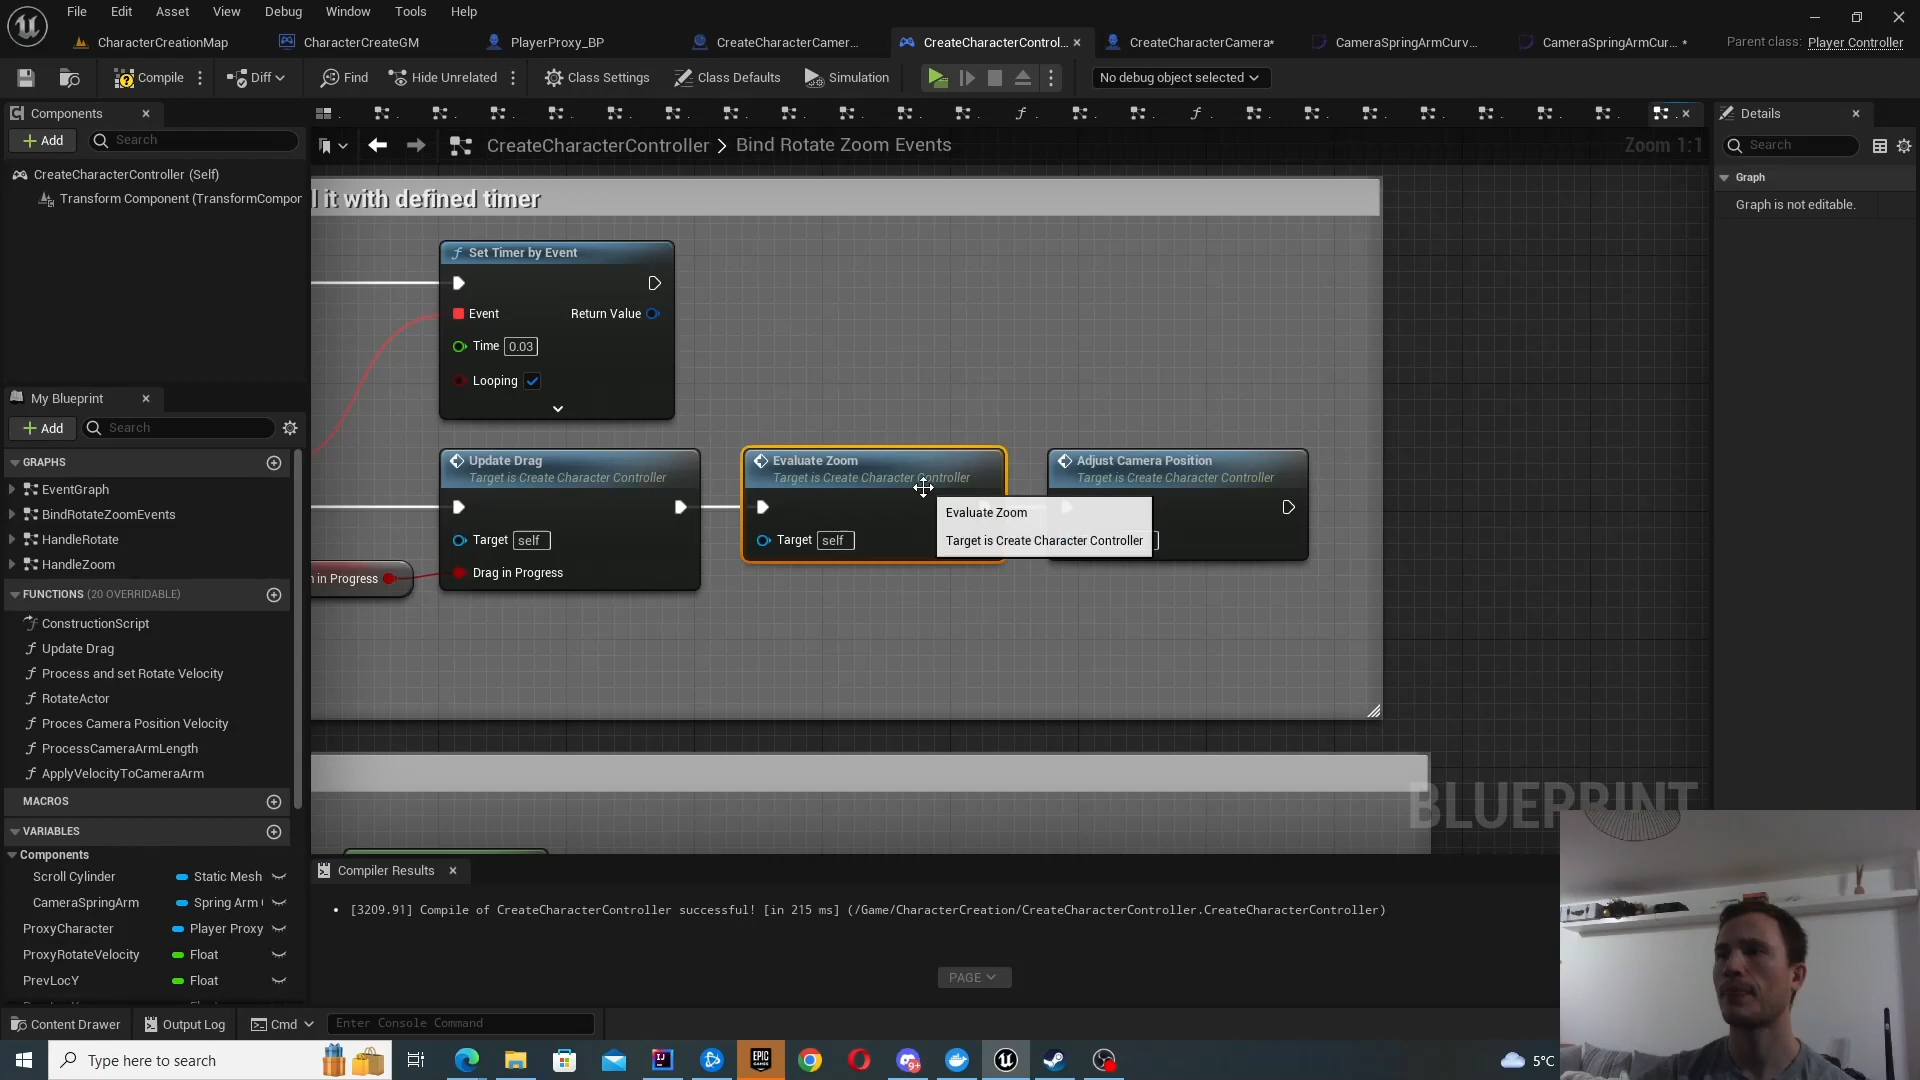 File Edit Asset View Debug Window Tools Help
CharacterCreationMap CharacterCreateGM PlayerProxy_BP CreateCharacterCamer... CreateCharacterControl... CreateCharacterCamera* CameraSpringArmCurv... CameraSpringArmCur... * Parent class: Player Controller
Compile Diff Find Hide Unrelated Class Settings Class Defaults Simulation No debug object selected
Components
Details
Add Search
Search
CreateCharacterController > Bind Rotate Zoom Events Zoom 1:1
CreateCharacterController (Self)
Transform Component (TransformCompor
Graph
Graph is not editable.
l it with defined timer
Set Timer by Event
Event Return Value
Time 0.03
Looping
My Blueprint
Add Search
GRAPHS
EventGraph
BindRotateZoomEvents
HandleRotate
HandleZoom
FUNCTIONS (20 OVERRIDABLE)
ConstructionScript
Update Drag
Process and set Rotate Velocity
RotateActor
Proces Camera Position Velocity
ProcessCameraArmLength
ApplyVelocityToCameraArm
MACROS
VARIABLES
Components
Scroll Cylinder Static Mesh
CameraSpringArm Spring Arm (
ProxyCharacter Player Proxy
ProxyRotateVelocity Float
PrevLocY Float
Update Drag
Target is Create Character Controller
Target self
Drag in Progress
in Progress
Evaluate Zoom
Target is Create Character Controller
Target self
Evaluate Zoom
Target is Create Character Controller
Adjust Camera Position
Target is Create Character Controller
BLUEPRINT
Compiler Results
[3209.91] Compile of CreateCharacterController successful! [in 215 ms] (/Game/CharacterCreation/CreateCharacterController.CreateCharacterController)
PAGE
Content Drawer Output Log Cmd Enter Console Command
Type here to search
EPIC GAMES
9+
5°C